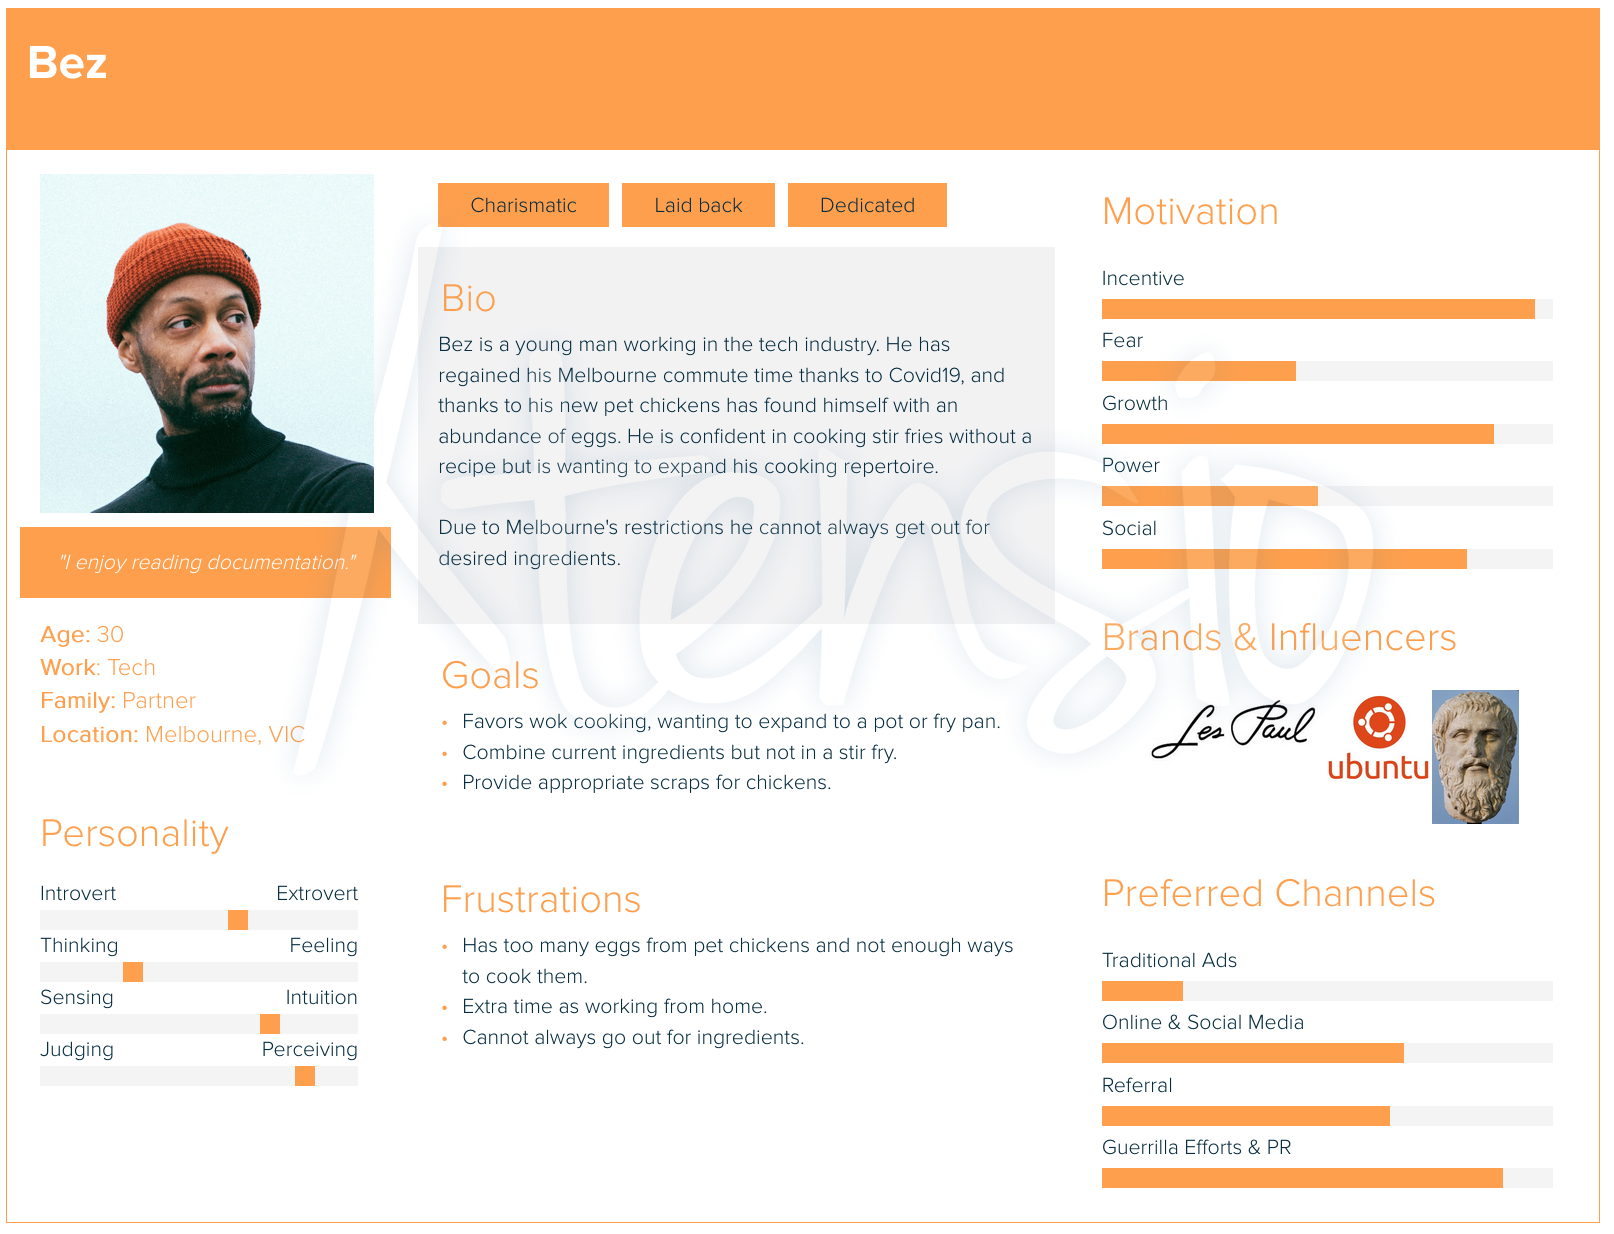 Bez
Charismatic
Laid back
Dedicated
Bio
Bez is a young man working in the tech industry. He has
regained his Melbourne commute time thanks to Covid19, and
thanks to his new pet chickens has found himself with an
abundance of eggs. He is confident in cooking stir fries without a
recipe but is wanting to expand his cooking repertoire.
Due to Melbourne's restrictions he cannot always get out for
desired ingredients.
"I enjoy reading documentation."
Age: 30
Work: Tech
Family: Partner
Location: Melbourne, VIC
Personality
Introvert Extrovert
Thinking Feeling
Sensing Intuition
Judging Perceiving
Goals
• Favors wok cooking, wanting to expand to a pot or fry pan.
• Combine current ingredients but not in a stir fry.
• Provide appropriate scraps for chickens.
Frustrations
• Has too many eggs from pet chickens and not enough ways
to cook them.
• Extra time as working from home.
• Cannot always go out for ingredients.
Motivation
Incentive
Fear
Growth
Power
Social
Brands & Influencers
Les Paul
ubuntu
Preferred Channels
Traditional Ads
Online & Social Media
Referral
Guerrilla Efforts & PR
Xtensio